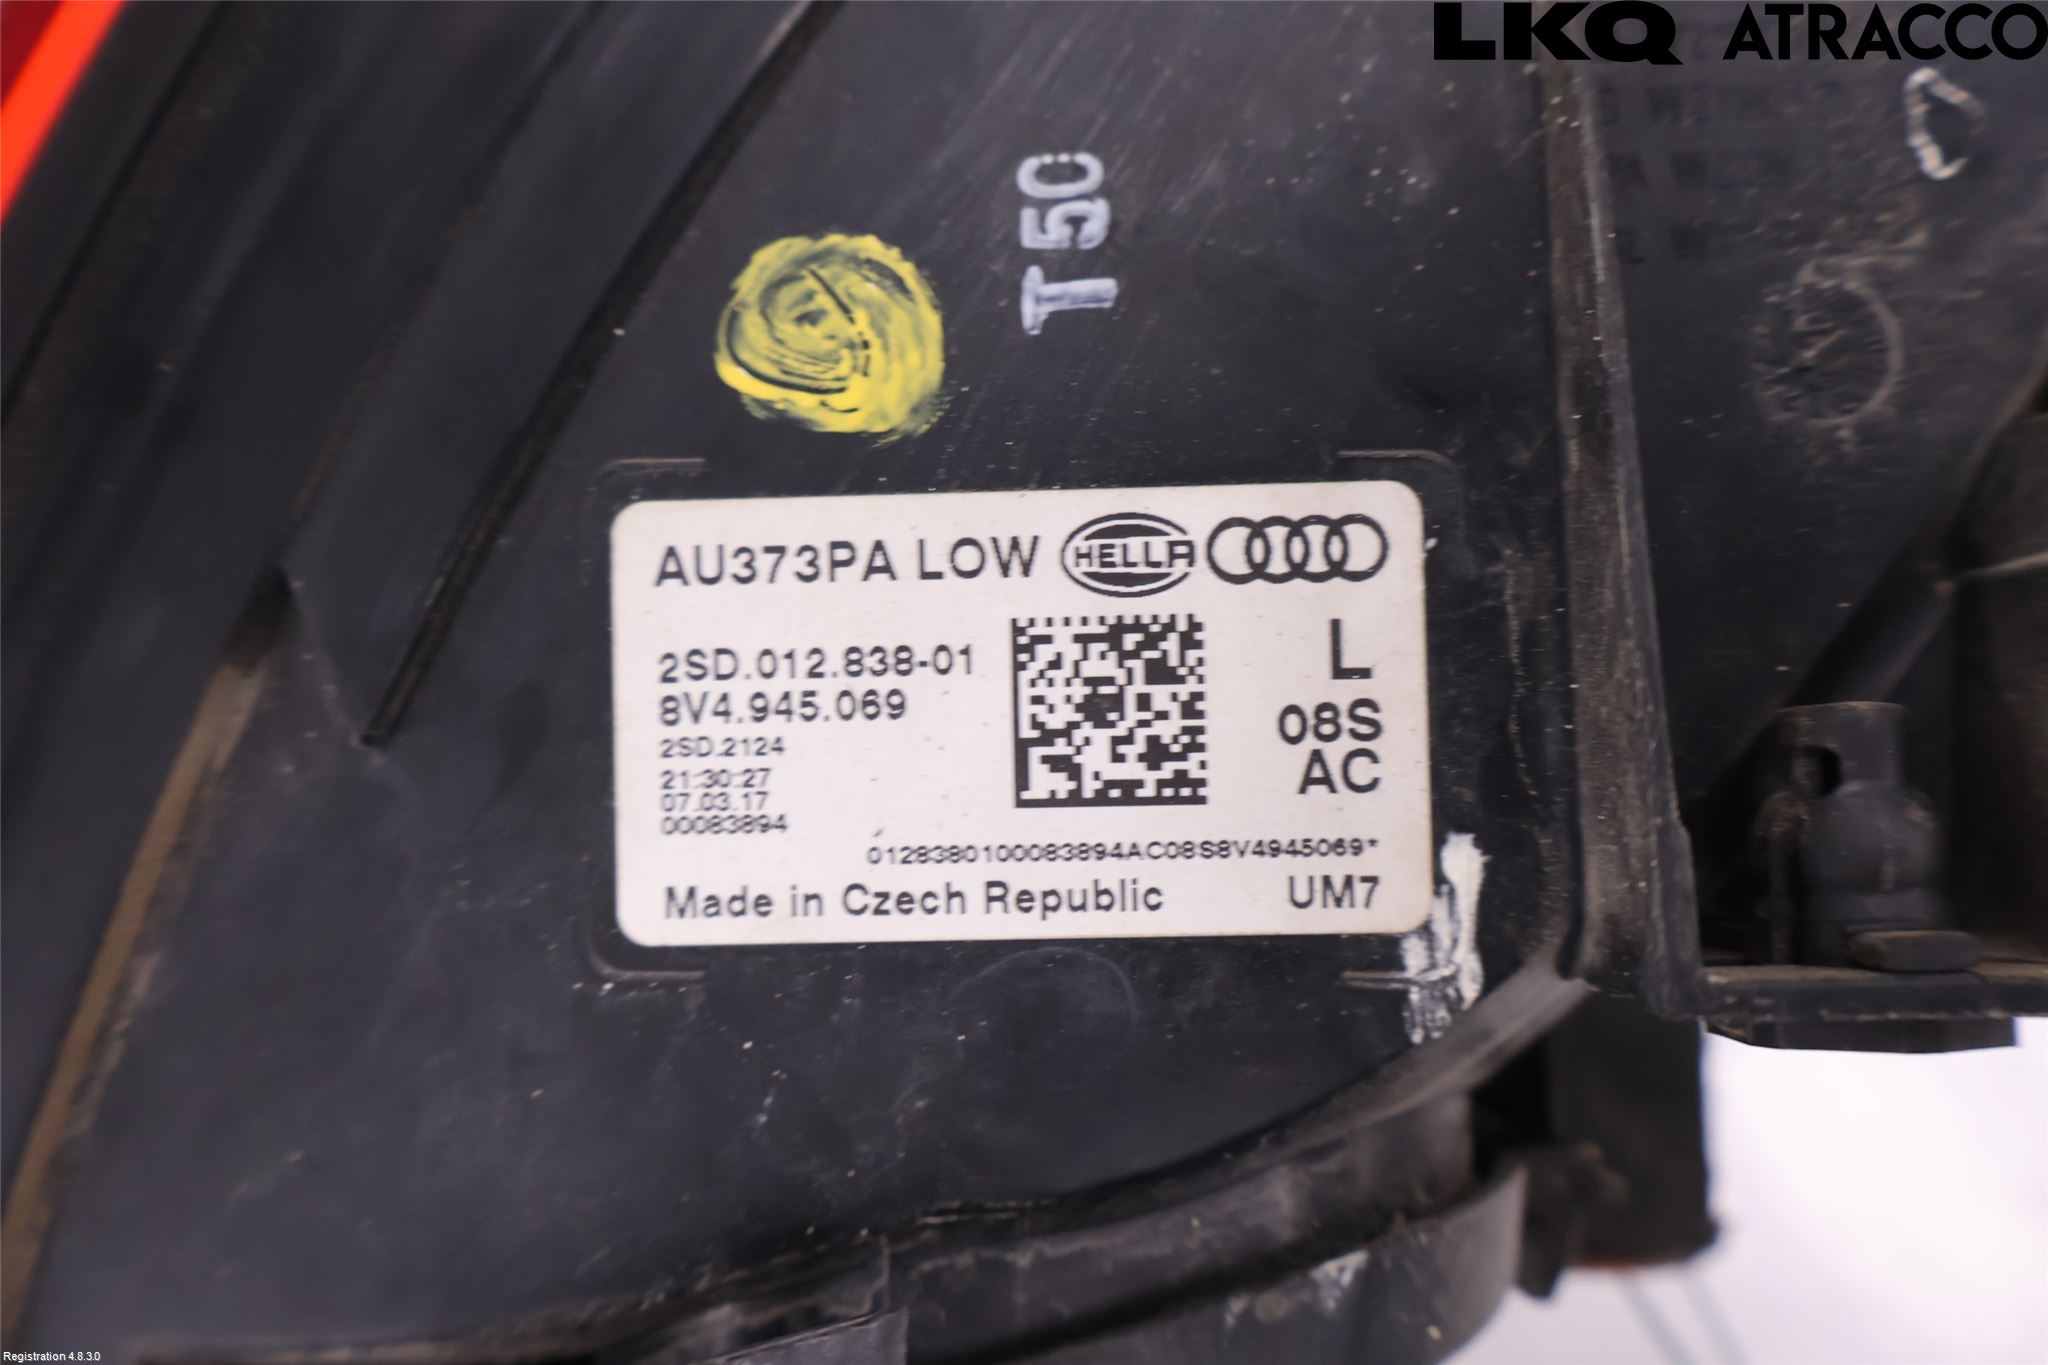 LKQ ATRACCO
T 50
AU373PA LOW HELLA
2SD.012.838-01
8V4.945.069
2SD.2124
21:30:27
07.03.17
00083894
L
08S
AC
0128380100083894AC08S8V4945069*
Made in Czech Republic UM7
Registration 4.8.3.0